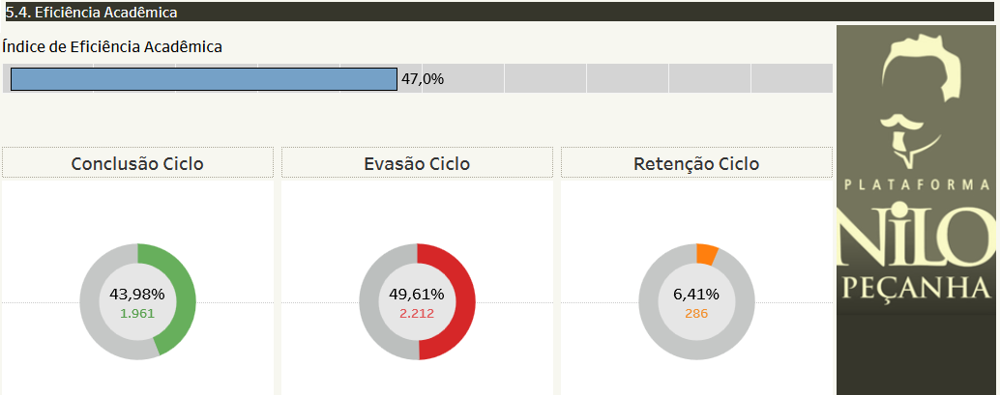 5.4. Eficiência Acadêmica
Índice de Eficiência Acadêmica
47,0%
Conclusão Ciclo
Evasão Ciclo
Retenção Ciclo
43,98%
1.961
49,61%
2.212
6,41%
286
PLATAFORMA
NiLO
PEÇANHA